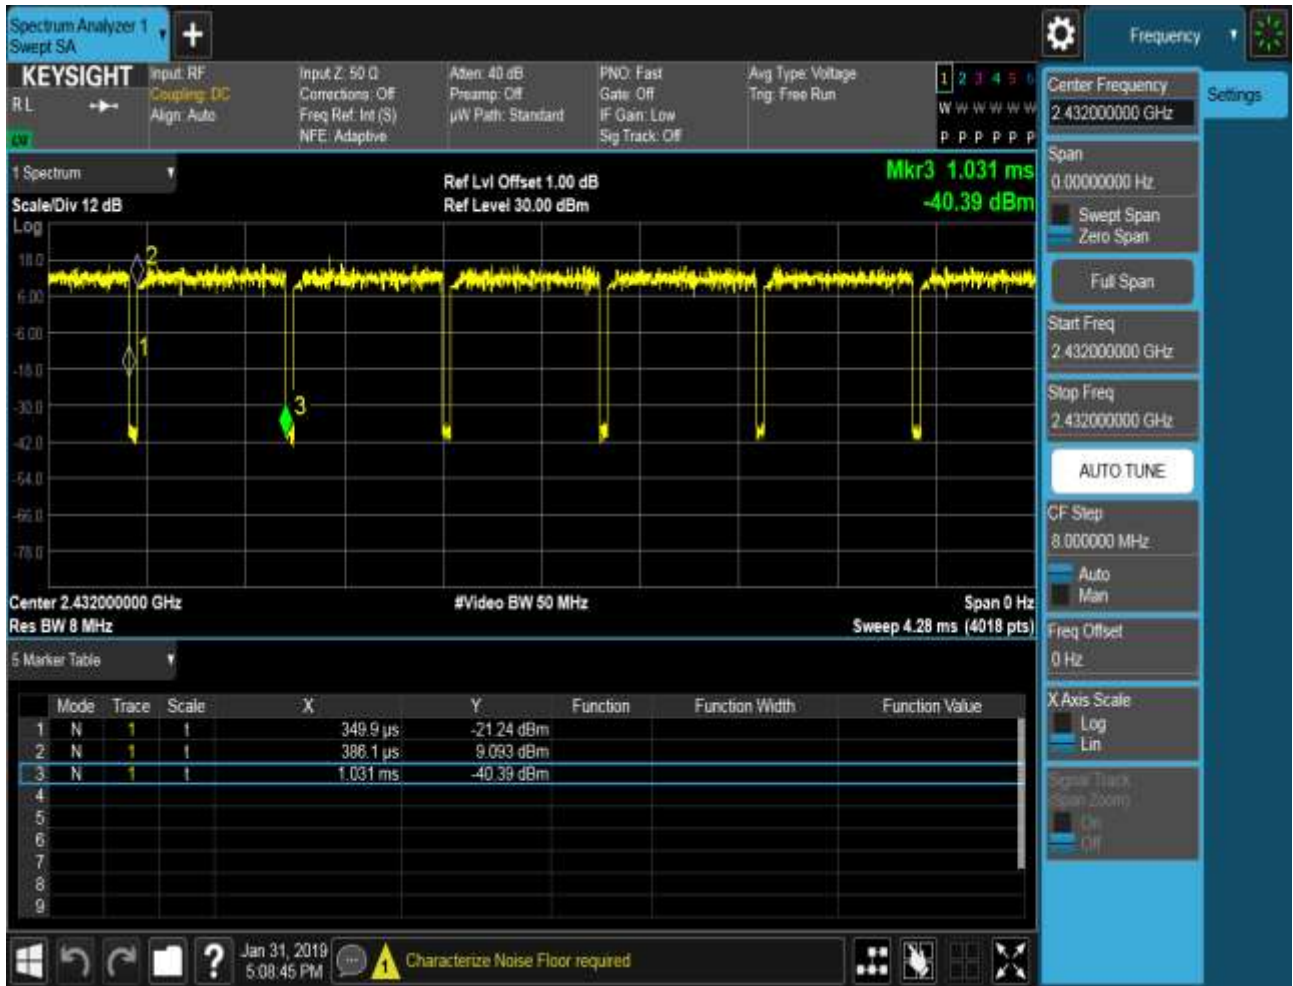 Spectrum Analyzer 1
Swept SA
Frequency
KEYSIGHT
R L
Input: RF
Coupling: DC
Align: Auto
Input Z: 50 Ω
Corrections: Off
Freq Ref: Int (S)
NFE: Adaptive
Atten: 40 dB
Preamp: Off
µW Path: Standard
PNO: Fast
Gate: Off
IF Gain: Low
Sig Track: Off
Avg Type: Voltage
Trig: Free Run
1 2 3 4 5 6
W W W W W W
P P P P P P
1 Spectrum
Scale/Div 12 dB
Log
Ref Lvl Offset 1.00 dB
Ref Level 30.00 dBm
Mkr3 1.031 ms
-40.39 dBm
18.0
6.00
-6.00
-18.0
-30.0
-42.0
-54.0
-66.0
-78.0
2
1
3
Center 2.432000000 GHz
#Video BW 50 MHz
Span 0 Hz
Res BW 8 MHz
Sweep 4.28 ms (4018 pts)
5 Marker Table
Mode Trace Scale X Y Function Function Width Function Value
1 N 1 t 349.9 µs -21.24 dBm
2 N 1 t 386.1 µs 9.093 dBm
3 N 1 t 1.031 ms -40.39 dBm
4
5
6
7
8
9
Jan 31, 2019
5:08:45 PM
Characterize Noise Floor required
Center Frequency
2.432000000 GHz
Settings
Span
0.00000000 Hz
Swept Span
Zero Span
Full Span
Start Freq
2.432000000 GHz
Stop Freq
2.432000000 GHz
AUTO TUNE
CF Step
8.000000 MHz
Auto
Man
Freq Offset
0 Hz
X Axis Scale
Log
Lin
Signal Track
(Span Zoom)
On
Off